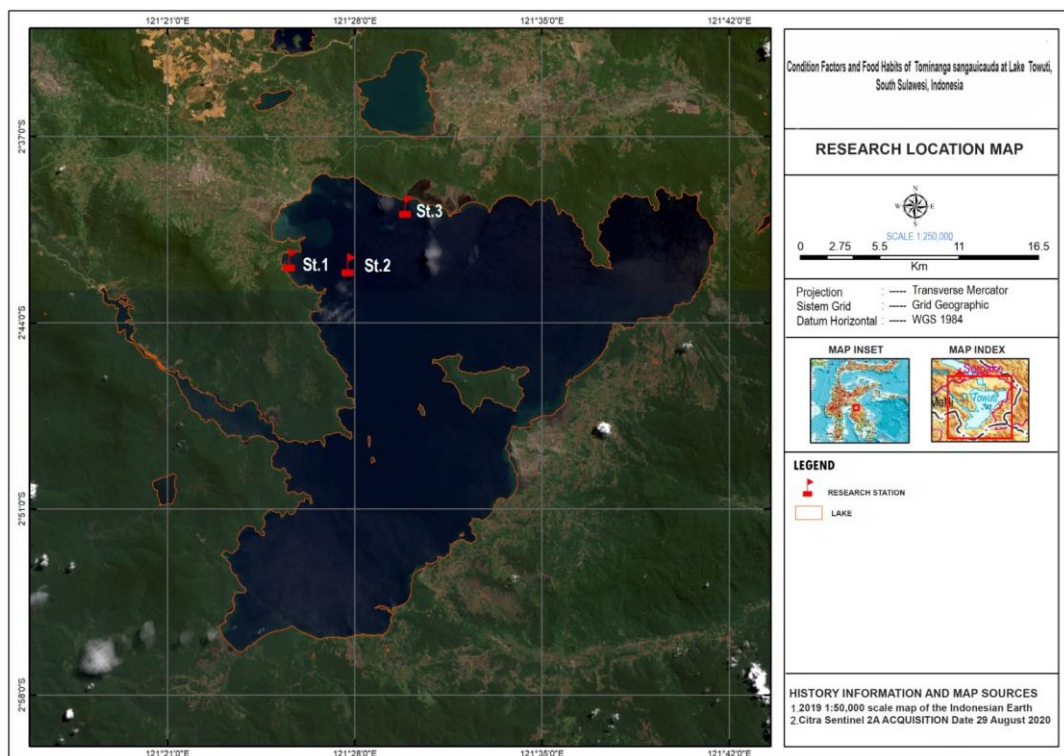 121°21'0"E 121°28'0"E 121°35'0"E 121°42'0"E
2°37'0"S
2°44'0"S
2°51'0"S
2°58'0"S
St.1
St.2
St.3
121°21'0"E 121°28'0"E 121°35'0"E 121°42'0"E
Condition Factors and Food Habits of Tominanga sangauicauda at Lake Towuti,
South Sulawesi, Indonesia
RESEARCH LOCATION MAP
N
W E
S
SCALE 1:250,000
0 2.75 5.5 11 16.5
Km
Projection : ----- Transverse Mercator
Sistem Grid : ----- Grid Geographic
Datum Horizontal : ----- WGS 1984
MAP INSET MAP INDEX
Towuti
LEGEND
RESEARCH STATION
LAKE
HISTORY INFORMATION AND MAP SOURCES
1.2019 1:50,000 scale map of the Indonesian Earth
2.Citra Sentinel 2A ACQUISITION Date 29 August 2020